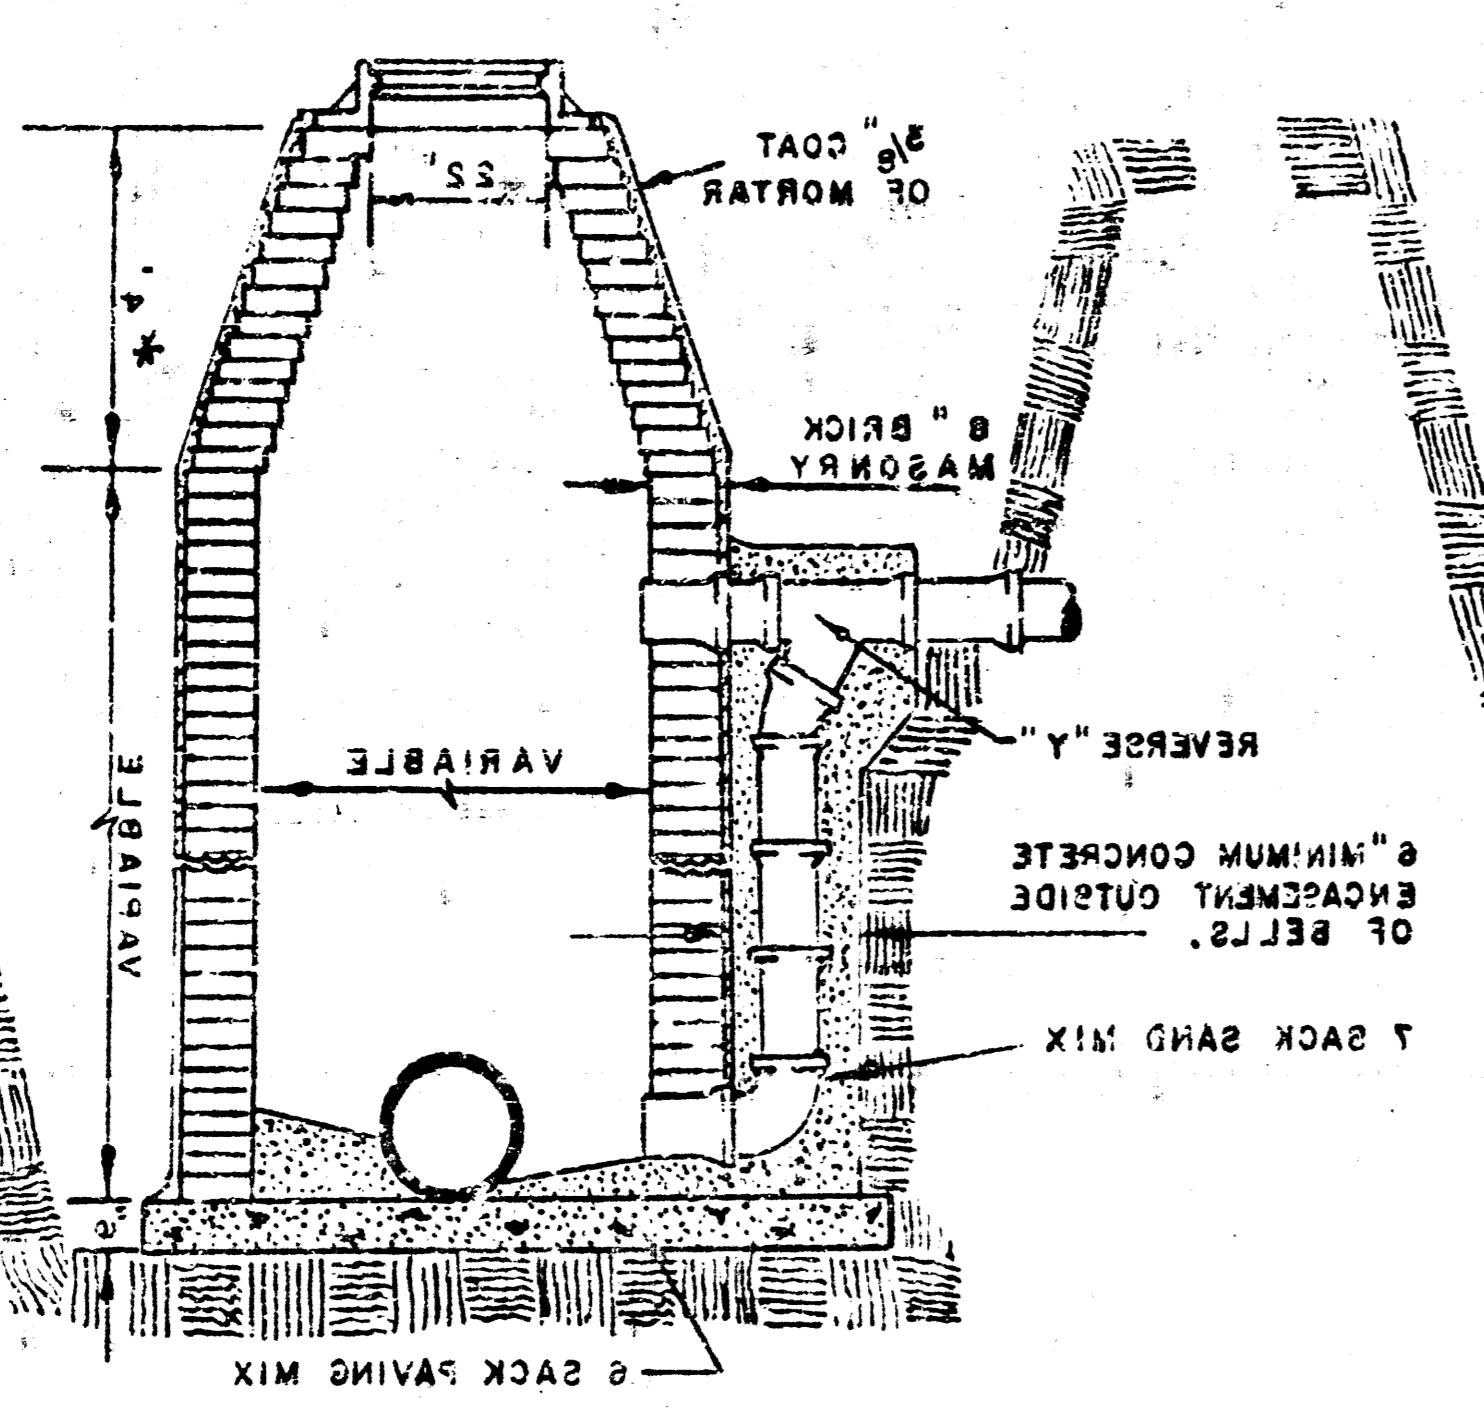 5/8" COAT
OF MORTAR
22"
* 4'
8" BRICK
MASONRY
REVERSE "Y"
VARIABLE
VARIABLE
6" MINIMUM CONCRETE
ENCASEMENT OUTSIDE
OF BELLS.
7 SACK SAND MIX
6"
6 SACK PAVING MIX